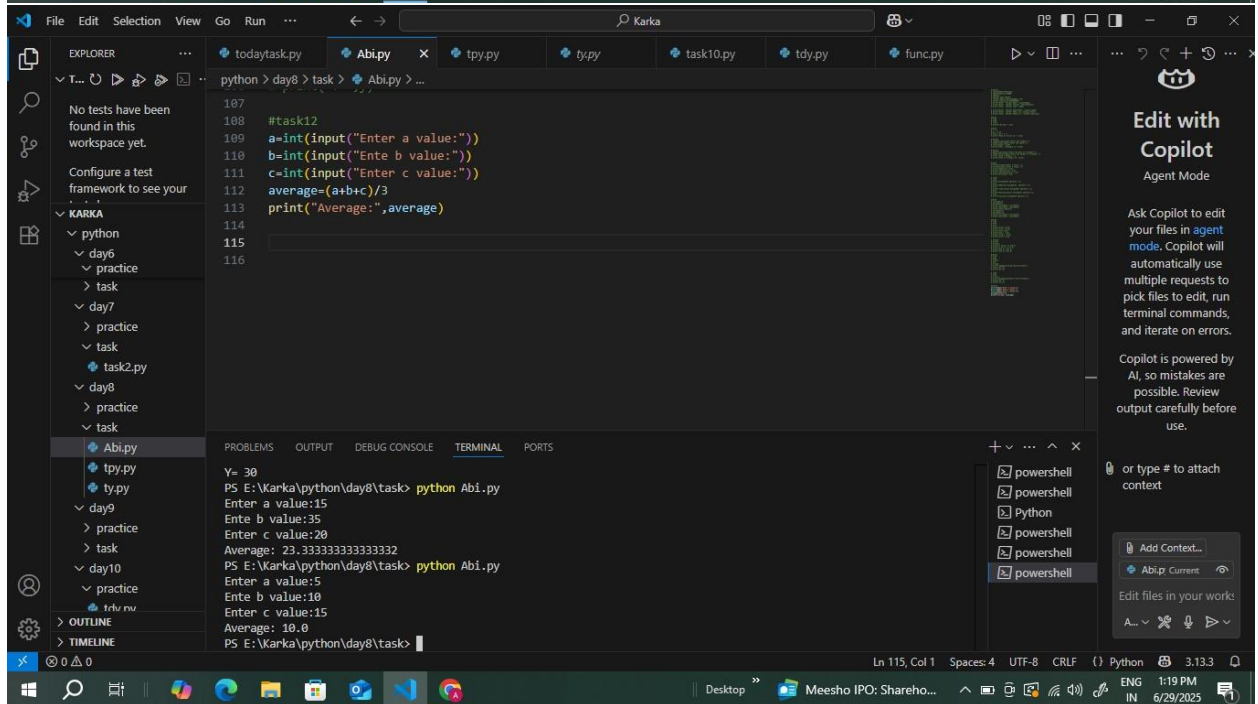 File Edit Selection View Go Run ... Karka
EXPLORER ...
todaytask.py Abi.py tpy.py ty.py task10.py tdy.py func.py
T...
No tests have been
found in this
workspace yet.
Configure a test
framework to see your
KARKA
python
day6
practice
task
day7
practice
task
task2.py
day8
practice
task
Abi.py
tpy.py
ty.py
day9
practice
task
day10
practice
tdy.py
OUTLINE
TIMELINE
python > day8 > task > Abi.py > ...
107
108 #task12
109 a=int(input("Enter a value:"))
110 b=int(input("Ente b value:"))
111 c=int(input("Enter c value:"))
112 average=(a+b+c)/3
113 print("Average:",average)
114
115
116
PROBLEMS OUTPUT DEBUG CONSOLE TERMINAL PORTS
Y= 30
PS E:\Karka\python\day8\task> python Abi.py
Enter a value:15
Ente b value:35
Enter c value:20
Average: 23.333333333333332
PS E:\Karka\python\day8\task> python Abi.py
Enter a value:5
Ente b value:10
Enter c value:15
Average: 10.0
PS E:\Karka\python\day8\task>
powershell
powershell
Python
powershell
powershell
powershell
Edit with
Copilot
Agent Mode
Ask Copilot to edit
your files in agent
mode. Copilot will
automatically use
multiple requests to
pick files to edit, run
terminal commands,
and iterate on errors.
Copilot is powered by
AI, so mistakes are
possible. Review
output carefully before
use.
or type # to attach
context
Add Context...
Abi.p Current
Edit files in your works
A...
0 0 Ln 115, Col 1 Spaces: 4 UTF-8 CRLF {} Python 3.13.3
Desktop Meesho IPO: Shareho... ENG 1:19 PM
IN 6/29/2025